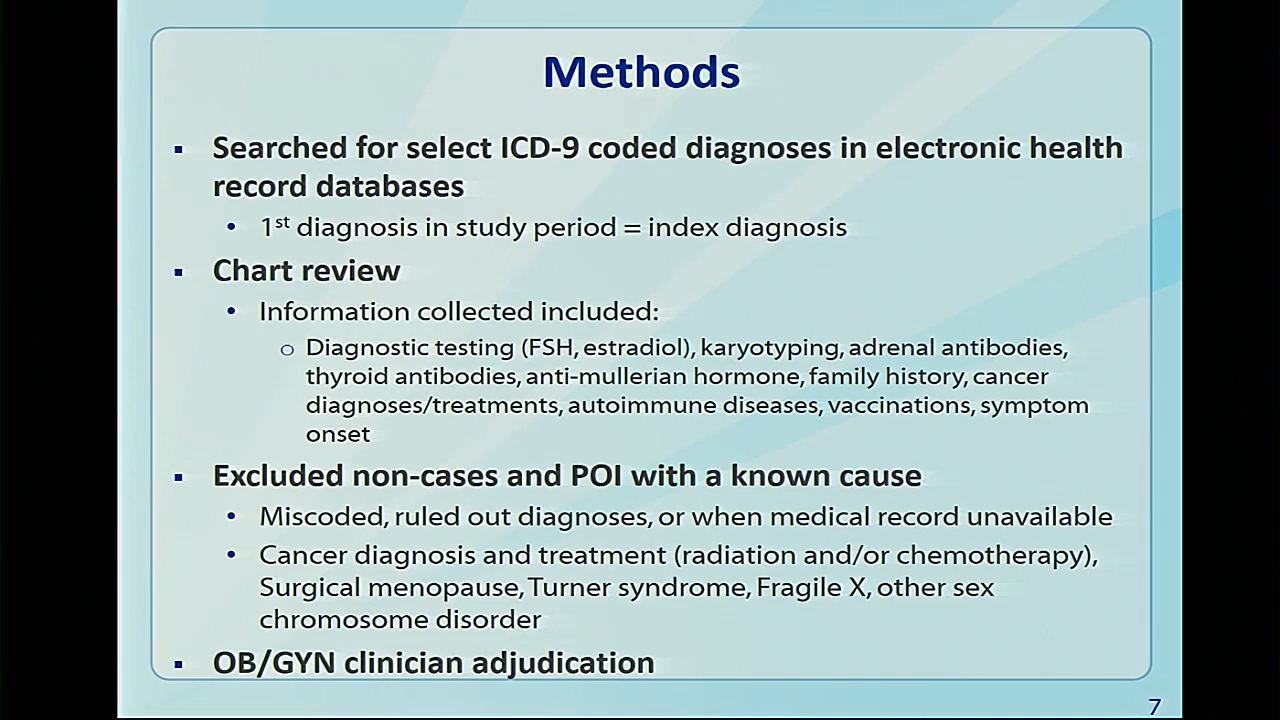 Methods
▪ Searched for select ICD-9 coded diagnoses in electronic health
record databases
• 1st diagnosis in study period = index diagnosis
▪ Chart review
• Information collected included:
o Diagnostic testing (FSH, estradiol), karyotyping, adrenal antibodies,
thyroid antibodies, anti-mullerian hormone, family history, cancer
diagnoses/treatments, autoimmune diseases, vaccinations, symptom
onset
▪ Excluded non-cases and POI with a known cause
• Miscoded, ruled out diagnoses, or when medical record unavailable
• Cancer diagnosis and treatment (radiation and/or chemotherapy),
Surgical menopause, Turner syndrome, Fragile X, other sex
chromosome disorder
▪ OB/GYN clinician adjudication
7